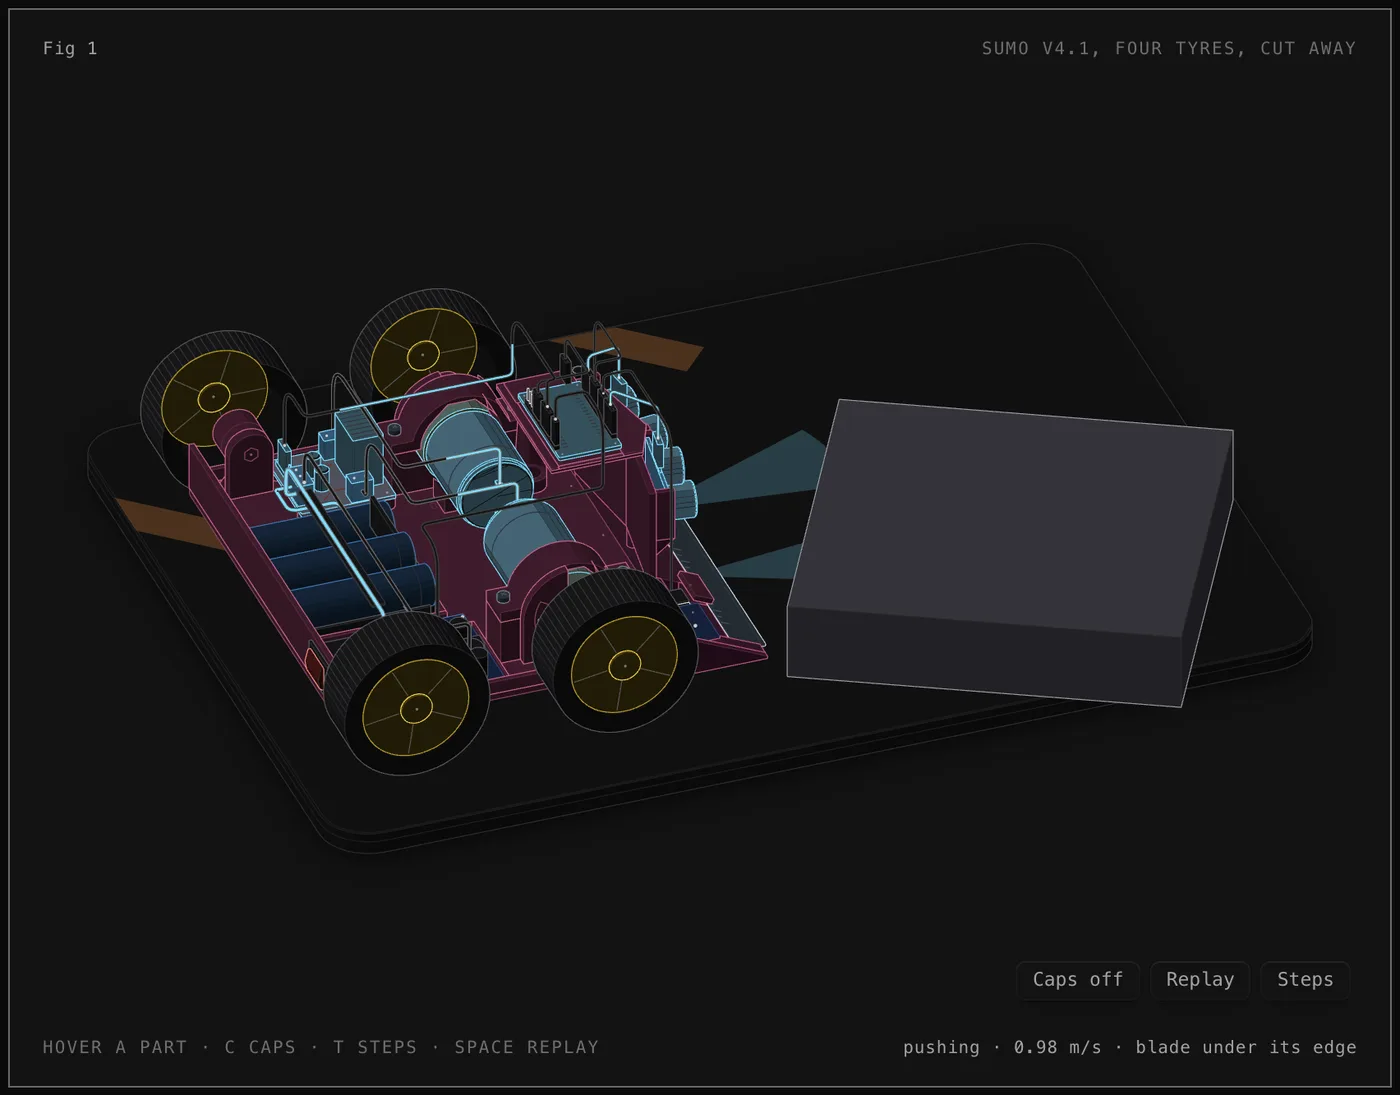 Fig 1
SUMO V4.1, FOUR TYRES, CUT AWAY
Caps off
Replay
Steps
HOVER A PART · C CAPS · T STEPS · SPACE REPLAY
pushing · 0.98 m/s · blade under its edge